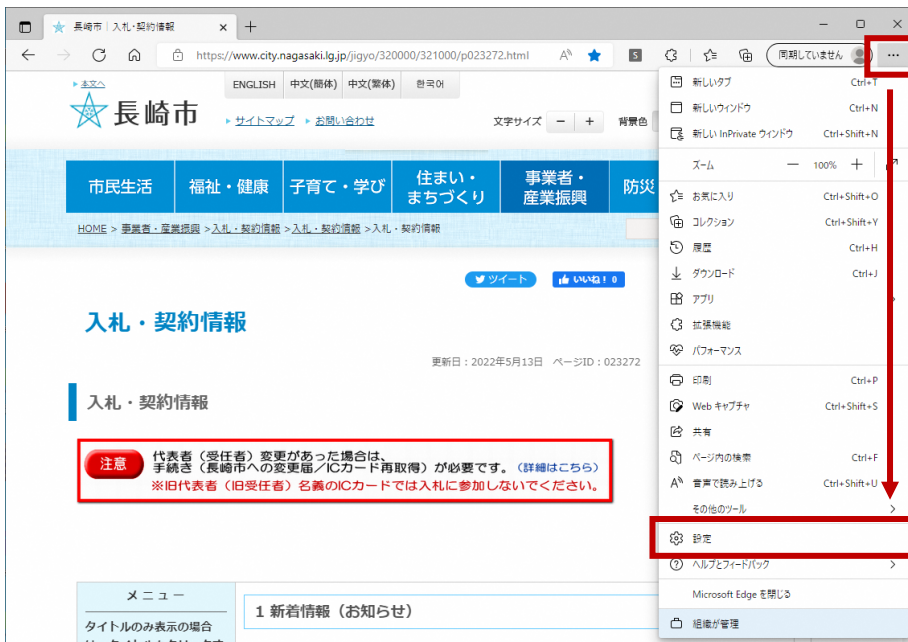 長崎市 | 入札・契約情報
https://www.city.nagasaki.lg.jp/jigyo/320000/321000/p023272.html
同期していません
本文へ
ENGLISH 中文(簡体) 中文(繁体) 한국어
長崎市
サイトマップ お問い合わせ
文字サイズ － ＋ 背景色
市民生活
福祉・健康
子育て・学び
住まい・
まちづくり
事業者・
産業振興
防災
HOME > 事業者・産業振興 >入札・契約情報 >入札・契約情報 >入札・契約情報
ツイート
いいね！ 0
入札・契約情報
更新日：2022年5月13日 ページID：023272
入札・契約情報
注意
代表者（受任者）変更があった場合は、
手続き（長崎市への変更届／ICカード再取得）が必要です。（詳細はこちら）
※旧代表者（旧受任者）名義のICカードでは入札に参加しないでください。
メニュー
タイトルのみ表示の場合
1 新着情報（お知らせ）
新しいタブ Ctrl+T
新しいウィンドウ Ctrl+N
新しい InPrivate ウィンドウ Ctrl+Shift+N
ズーム － 100% ＋
お気に入り Ctrl+Shift+O
コレクション Ctrl+Shift+Y
履歴 Ctrl+H
ダウンロード Ctrl+J
アプリ
拡張機能
パフォーマンス
印刷 Ctrl+P
Web キャプチャ Ctrl+Shift+S
共有
ページ内の検索 Ctrl+F
音声で読み上げる Ctrl+Shift+U
その他のツール
設定
ヘルプとフィードバック
Microsoft Edge を閉じる
組織が管理